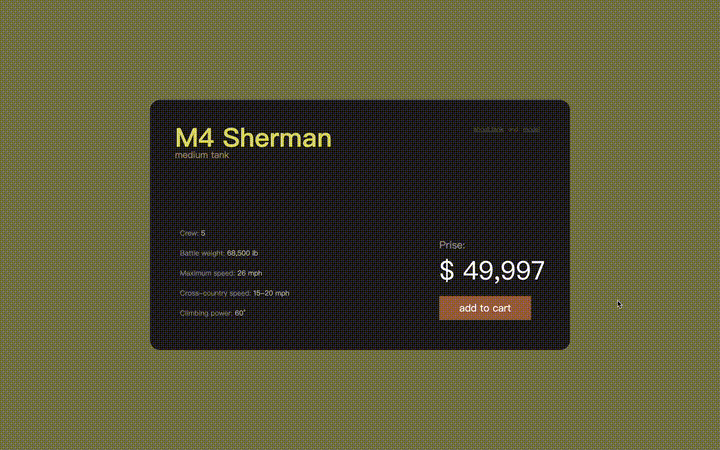 M4 Sherman
medium tank
Crew: 5
Battle weight: 68,500 lb
Maximum speed: 26 mph
Cross-country speed: 15-20 mph
Climbing power: 60°
Prise:
$ 49,997
add to cart